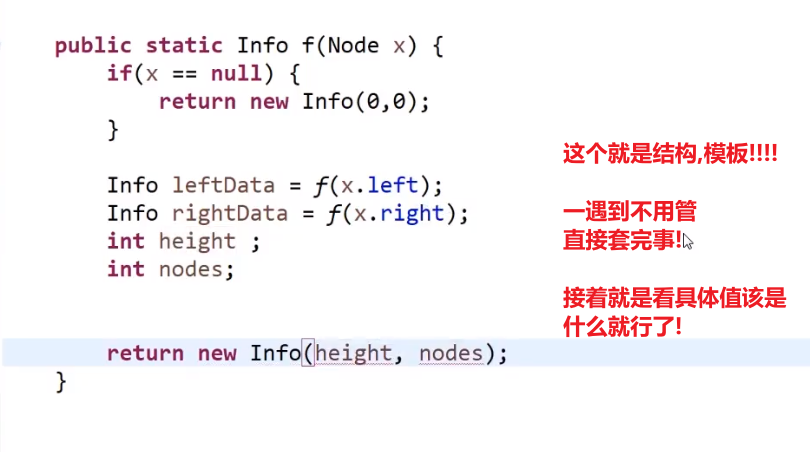 public static Info f(Node x) {
if(x == null) {
return new Info(0,0);
}
Info leftData = f(x.left);
Info rightData = f(x.right);
int height ;
int nodes;
return new Info(height, nodes);
}
这个就是结构,模板!!!!
一遇到不用管
直接套完事!
接着就是看具体值该是
什么就行了!